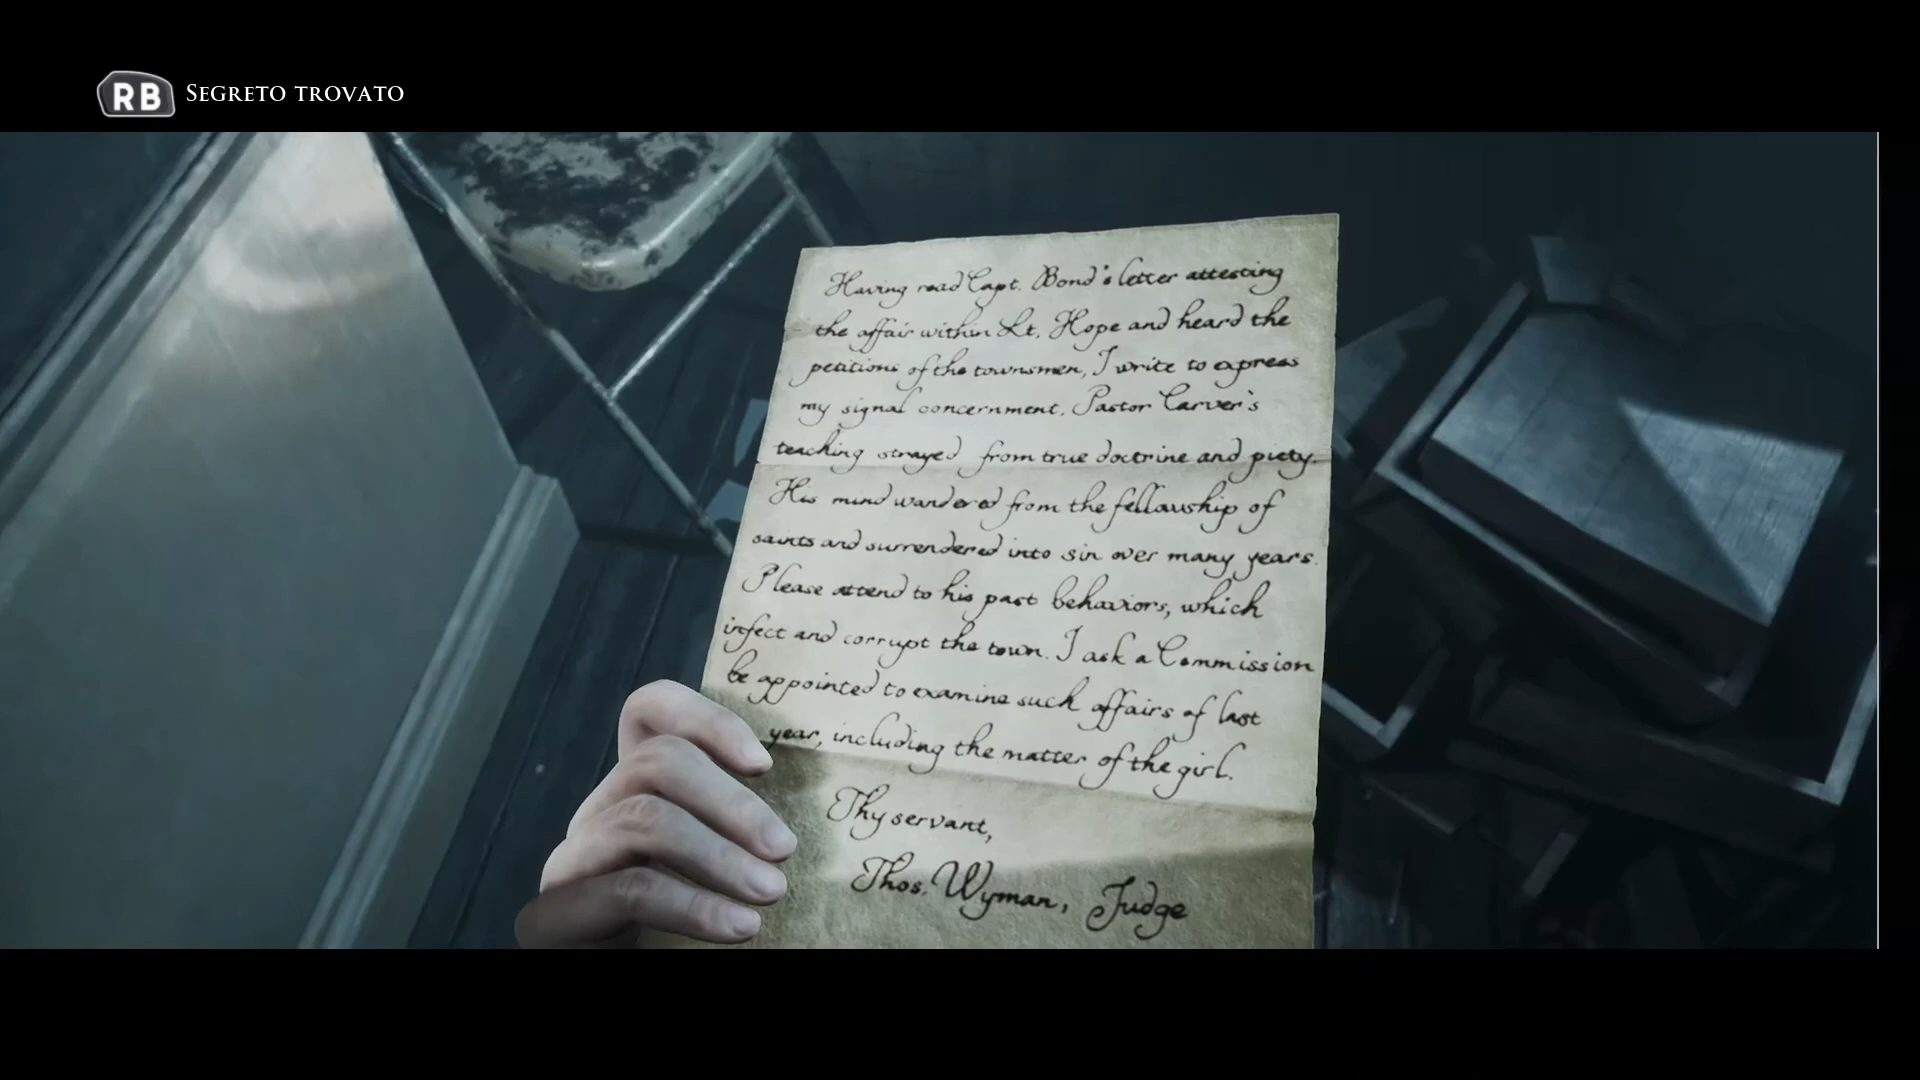 RB SEGRETO TROVATO
Having read Capt. Bond's letter attesting
the affair within Lt. Hope and heard the
petitions of the townsmen, I write to express
my signal concernment. Pastor Carver's
teaching strayed from true doctrine and piety.
His mind wandered from the fellowship of
saints and surrendered into sin over many years.
Please attend to his past behaviors, which
infect and corrupt the town. I ask a Commission
be appointed to examine such affairs of last
year, including the matter of the girl.
Thy servant,
Thos. Wyman, Judge